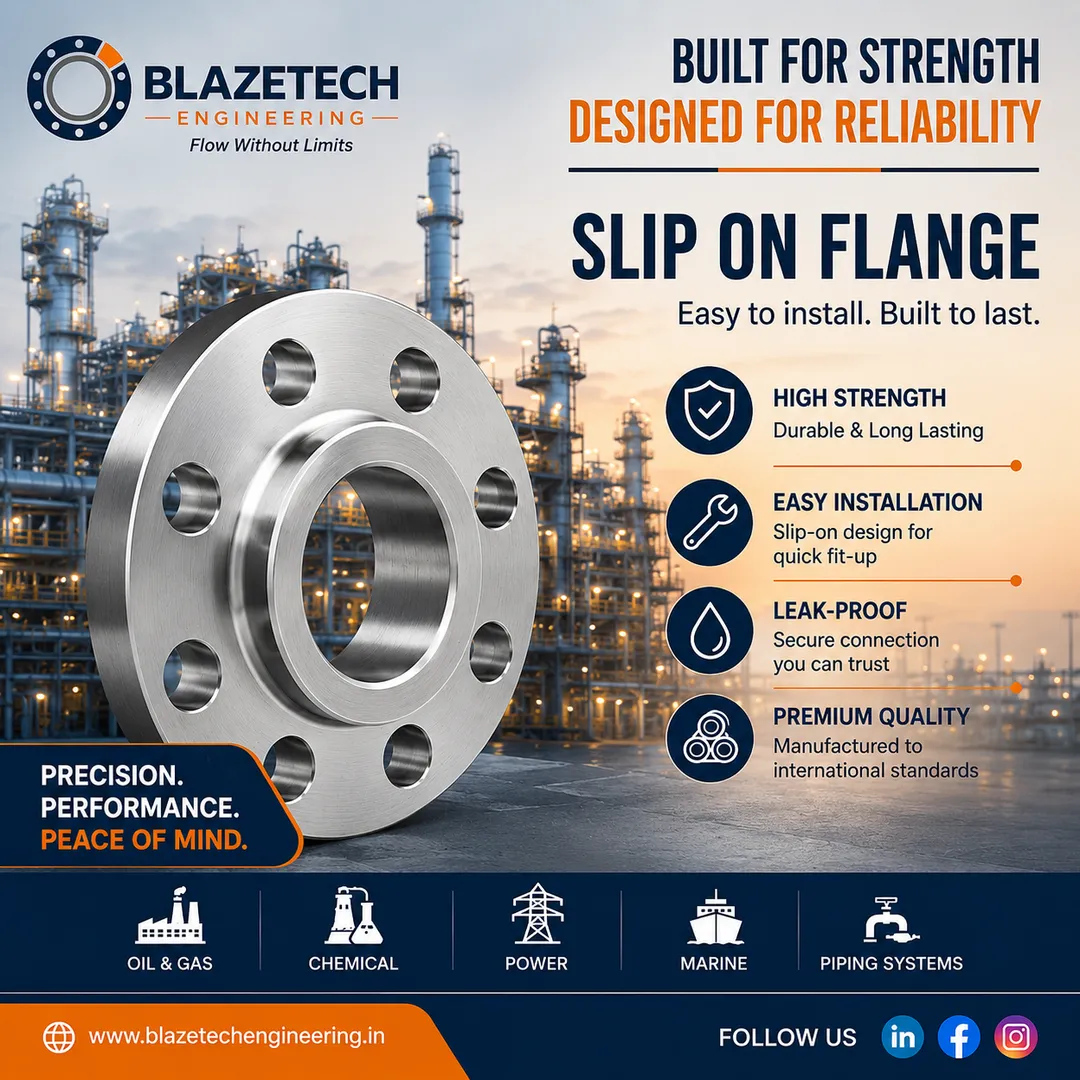 BLAZETECH
ENGINEERING
Flow Without Limits
BUILT FOR STRENGTH
DESIGNED FOR RELIABILITY
SLIP ON FLANGE
Easy to install. Built to last.
HIGH STRENGTH
Durable & Long Lasting
EASY INSTALLATION
Slip-on design for
quick fit-up
LEAK-PROOF
Secure connection
you can trust
PREMIUM QUALITY
Manufactured to
international standards
PRECISION.
PERFORMANCE.
PEACE OF MIND.
OIL & GAS
CHEMICAL
POWER
MARINE
PIPING SYSTEMS
www.blazetechengineering.in
FOLLOW US
in
f